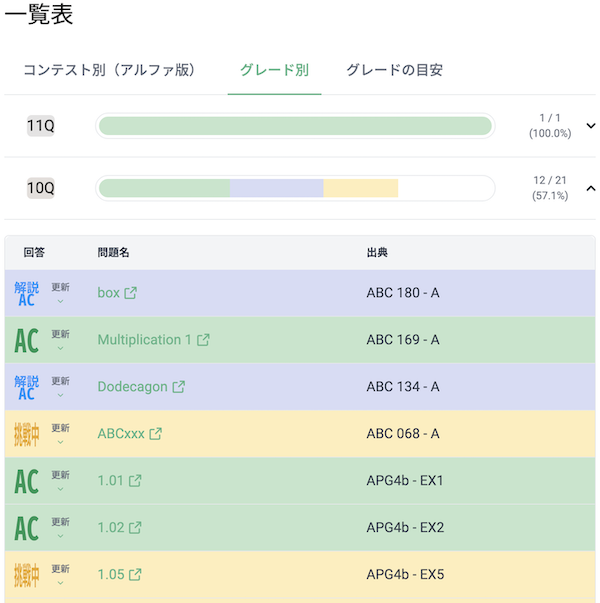 一覧表
コンテスト別（アルファ版） グレード別 グレードの目安
11Q 1 / 1
(100.0%)
10Q 12 / 21
(57.1%)
回答 問題名 出典
解説AC 更新 box ABC 180 - A
AC 更新 Multiplication 1 ABC 169 - A
解説AC 更新 Dodecagon ABC 134 - A
挑戦中 更新 ABCxxx ABC 068 - A
AC 更新 1.01 APG4b - EX1
AC 更新 1.02 APG4b - EX2
挑戦中 更新 1.05 APG4b - EX5